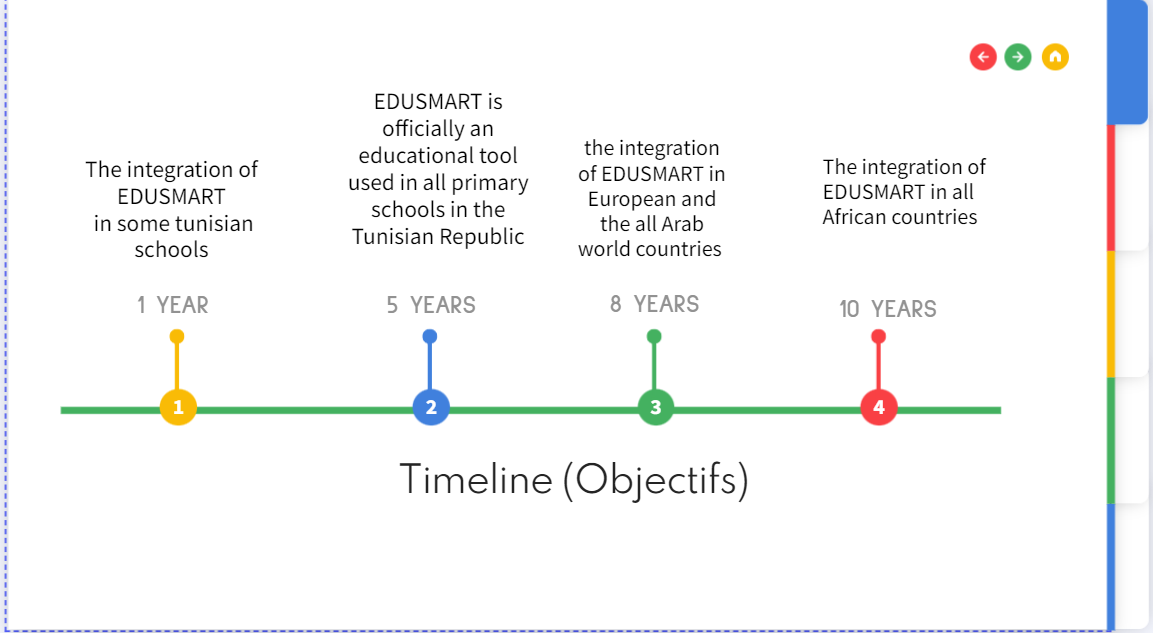 The integration of
EDUSMART
in some tunisian
schools
1 YEAR
1
EDUSMART is
officially an
educational tool
used in all primary
schools in the
Tunisian Republic
5 YEARS
2
the integration
of EDUSMART in
European and
the all Arab
world countries
8 YEARS
3
The integration of
EDUSMART in all
African countries
10 YEARS
4
Timeline (Objectifs)